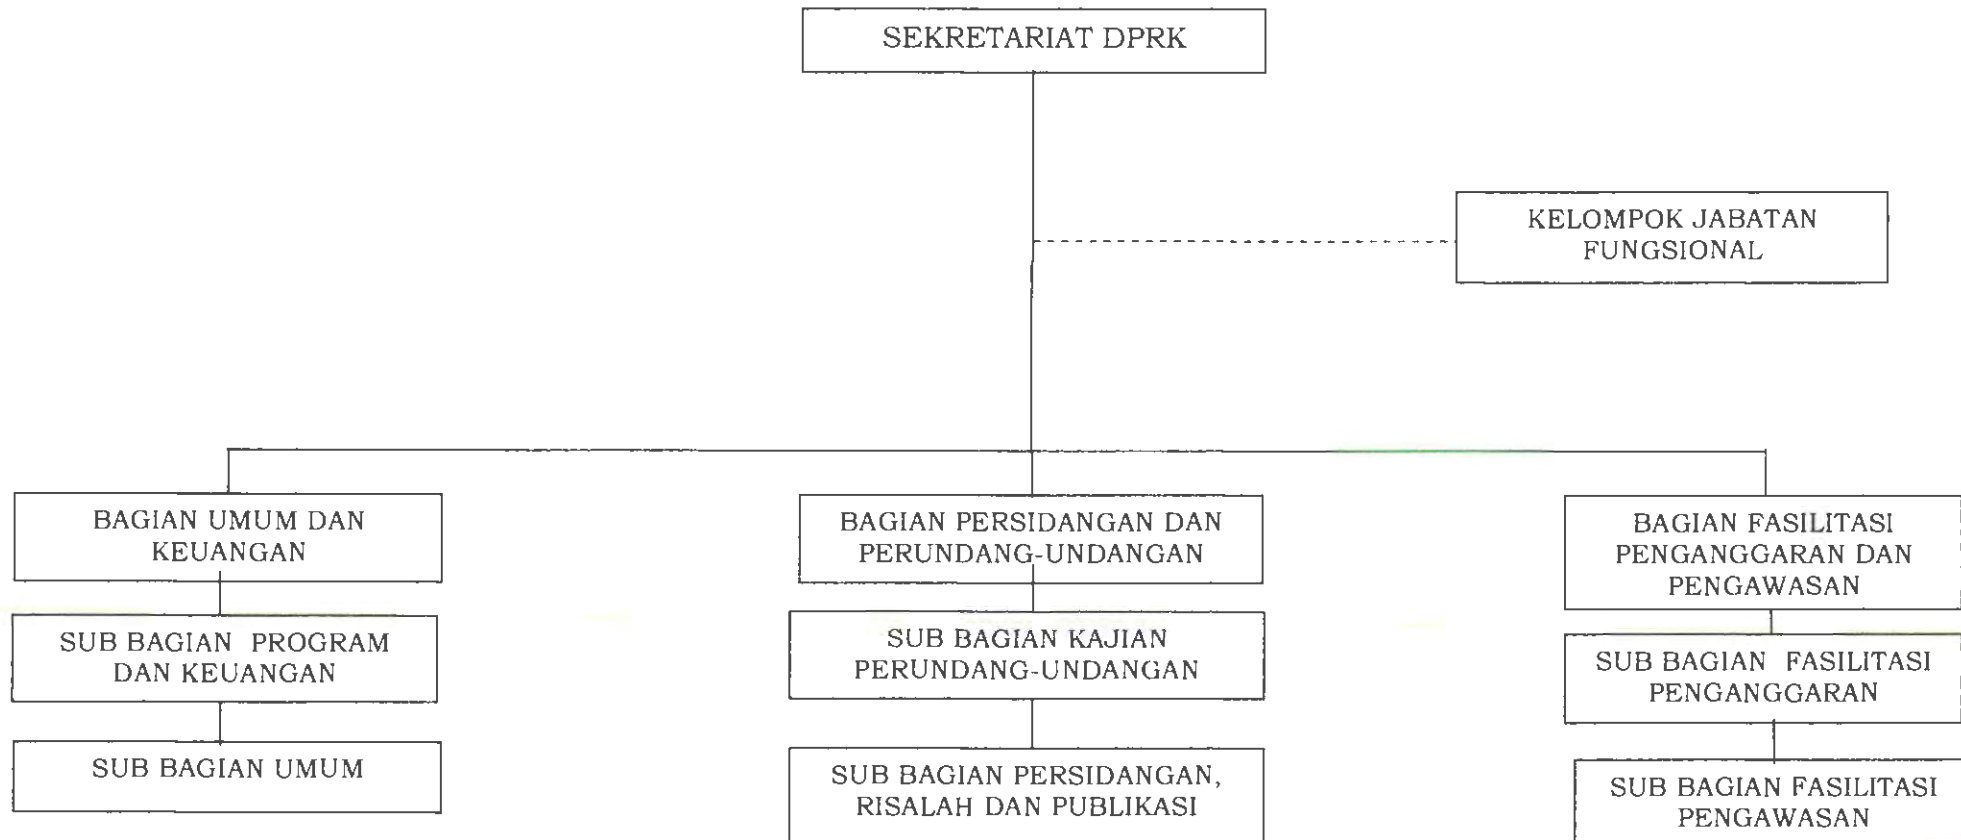 SEKRETARIAT DPRK
KELOMPOK JABATAN
FUNGSIONAL
BAGIAN UMUM DAN
KEUANGAN
SUB BAGIAN PROGRAM
DAN KEUANGAN
SUB BAGIAN UMUM
BAGIAN PERSIDANGAN DAN
PERUNDANG-UNDANGAN
SUB BAGIAN KAJIAN
PERUNDANG-UNDANGAN
SUB BAGIAN PERSIDANGAN,
RISALAH DAN PUBLIKASI
BAGIAN FASILITASI
PENGANGGARAN DAN
PENGAWASAN
SUB BAGIAN FASILITASI
PENGANGGARAN
SUB BAGIAN FASILITASI
PENGAWASAN